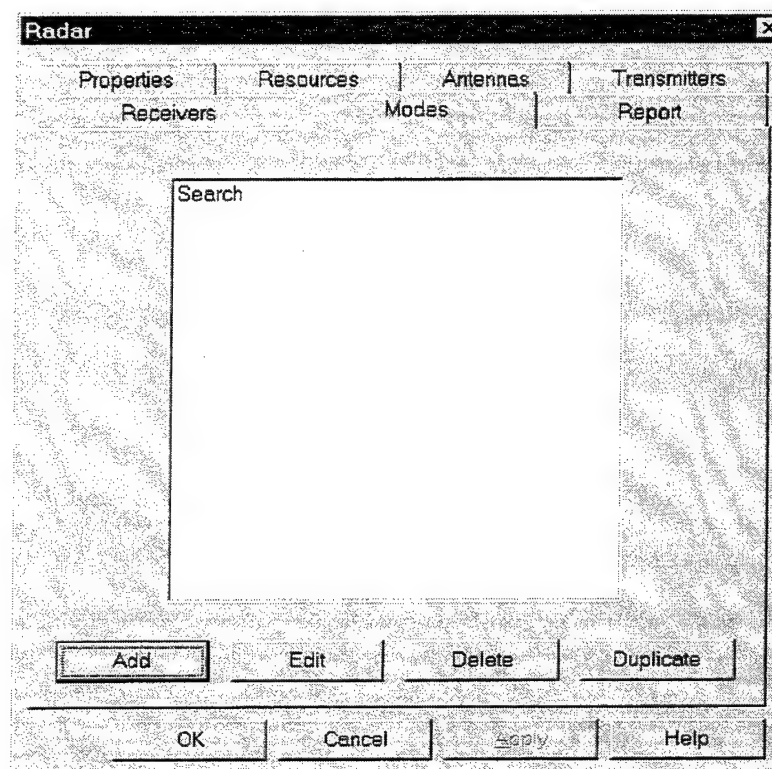 Radar
Properties Resources Antennas Transmitters
Receivers Modes Report
Search
Add Edit Delete Duplicate
OK Cancel Apply Help